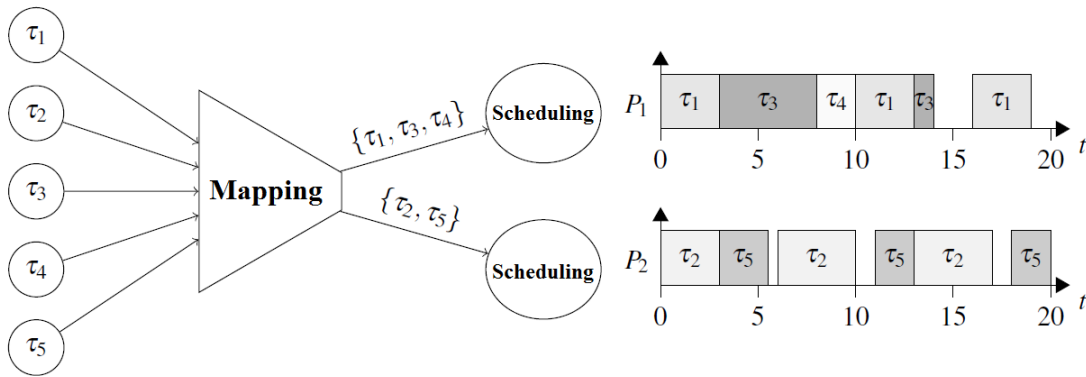 τ1
τ2
τ3
τ4
τ5
Mapping
{τ1, τ3, τ4}
{τ2, τ5}
Scheduling
Scheduling
P1 τ1 τ3 τ4 τ1 τ3 τ1
0 5 10 15 20 t
P2 τ2 τ5 τ2 τ5 τ2 τ5
0 5 10 15 20 t